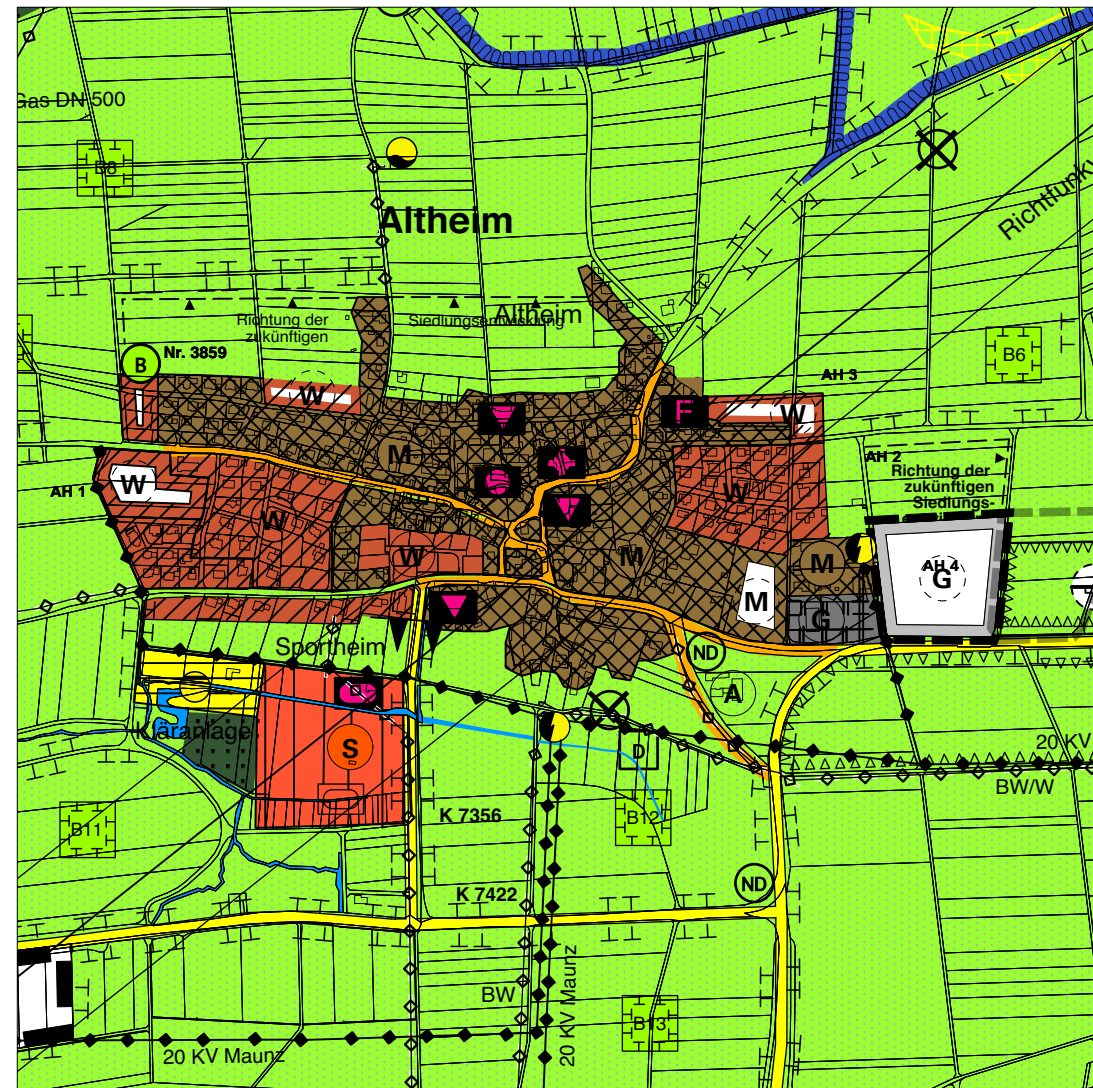 Gas DN 500
B8
Altheim
Richtfunkv
Altheim
Richtung der
zukünftigen
Siedlungsentwicklung
B
Nr. 3859
B6
AH 3
W
W
F
M
AH 2
Richtung der
zukünftigen
Siedlungs-
AH 1
W
W
W
W
M
M
M
AH 4
G
G
Sportheim
ND
A
S
Kläranlage
D
20 KV
BW/W
B11
K 7356
B12
K 7422
ND
BW
20 KV Maunz
B13
20 KV Maunz